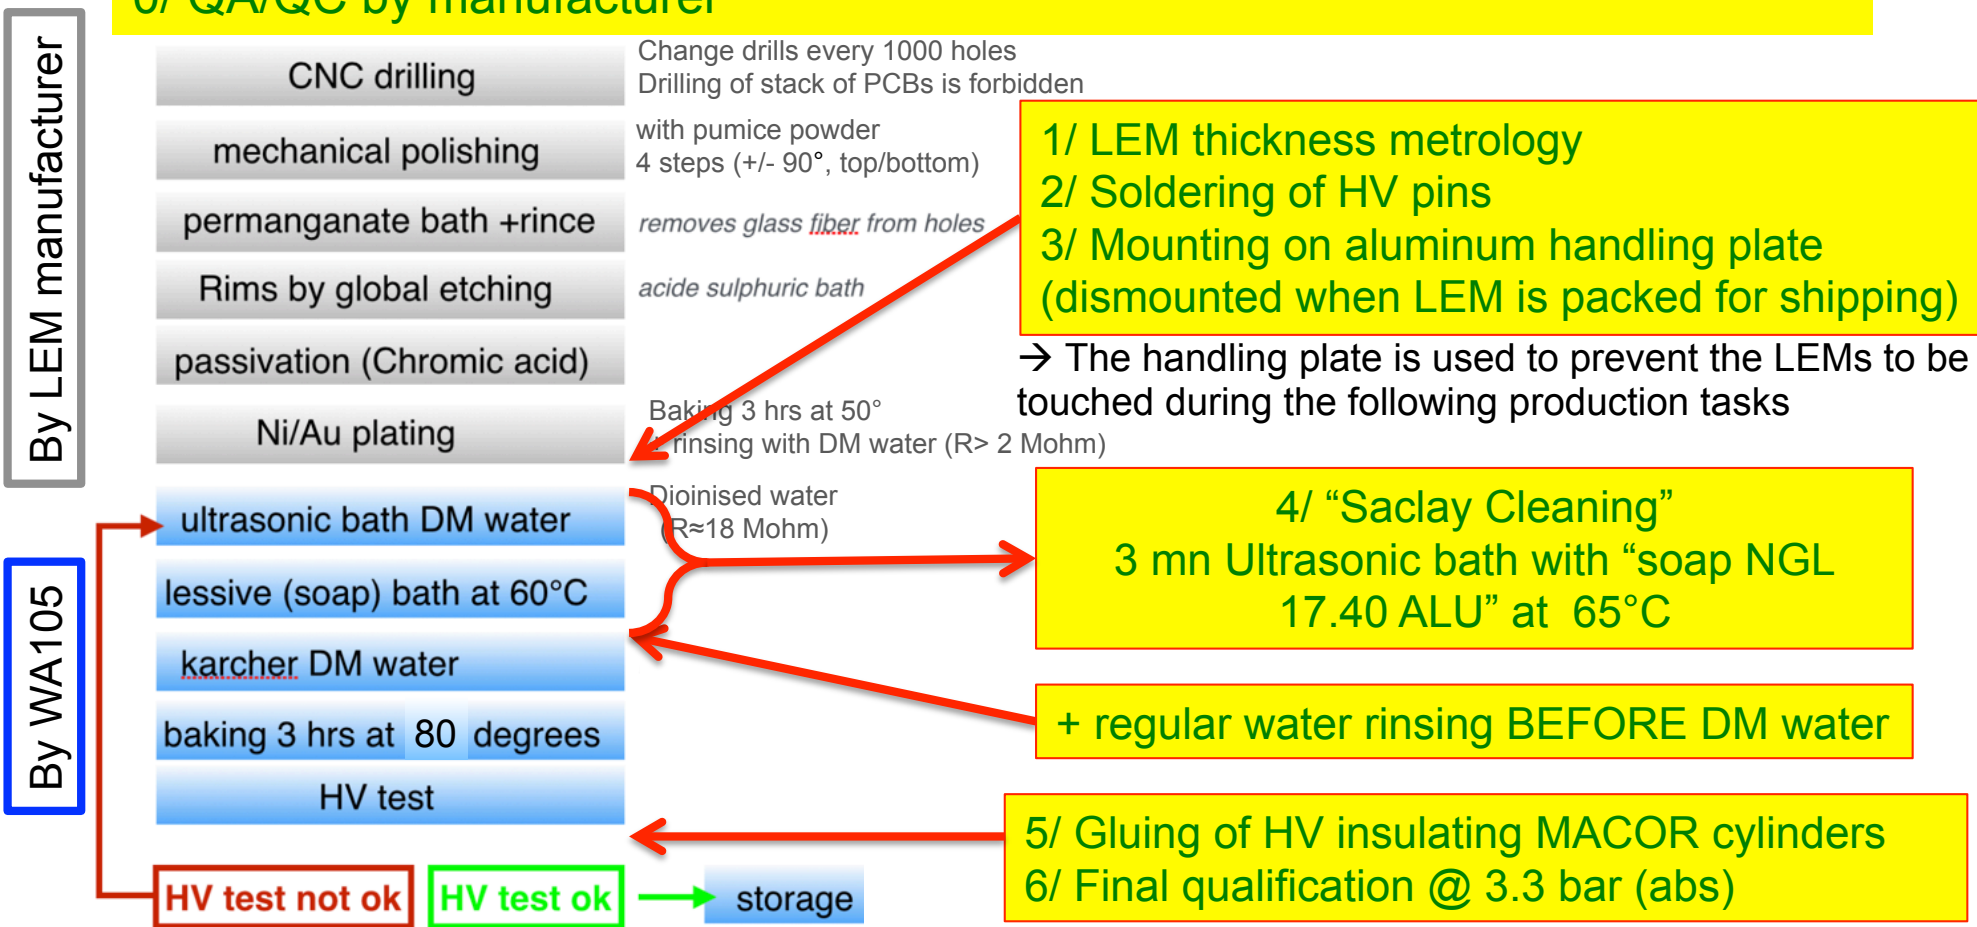 0/ QA/QC by manufacturer
By LEM manufacturer
CNC drilling
Change drills every 1000 holes
Drilling of stack of PCBs is forbidden
mechanical polishing
with pumice powder
4 steps (+/- 90°, top/bottom)
permanganate bath +rince
removes glass fiber from holes
Rims by global etching
acide sulphuric bath
passivation (Chromic acid)
Ni/Au plating
Baking 3 hrs at 50°
+ rinsing with DM water (R> 2 Mohm)
1/ LEM thickness metrology
2/ Soldering of HV pins
3/ Mounting on aluminum handling plate
(dismounted when LEM is packed for shipping)
→ The handling plate is used to prevent the LEMs to be
touched during the following production tasks
By WA105
ultrasonic bath DM water
Dioinised water
(R≈18 Mohm)
lessive (soap) bath at 60°C
karcher DM water
baking 3 hrs at 80 degrees
HV test
4/ “Saclay Cleaning”
3 mn Ultrasonic bath with “soap NGL
17.40 ALU” at 65°C
+ regular water rinsing BEFORE DM water
5/ Gluing of HV insulating MACOR cylinders
6/ Final qualification @ 3.3 bar (abs)
HV test not ok
HV test ok
storage